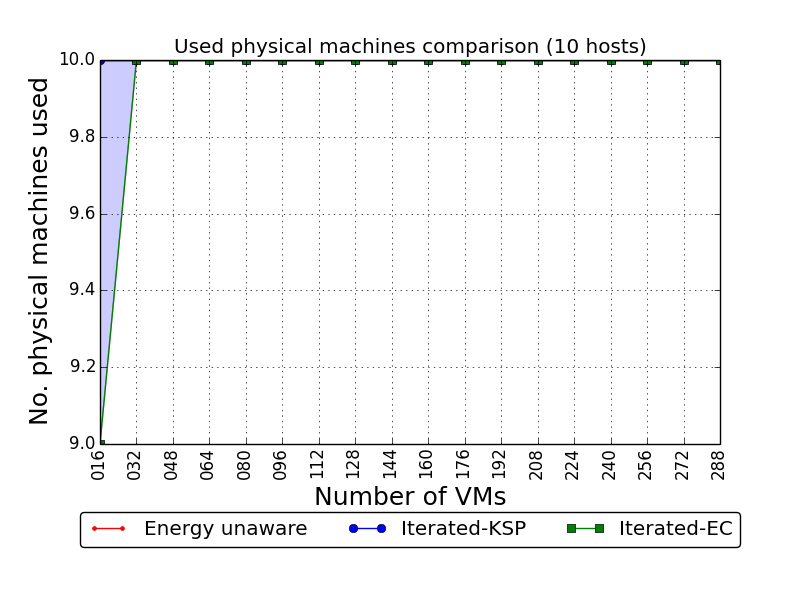 Used physical machines comparison (10 hosts)
No. physical machines used
10.0
9.8
9.6
9.4
9.2
9.0
016 032 048 064 080 096 112 128 144 160 176 192 208 224 240 256 272 288
Number of VMs
Energy unaware Iterated-KSP Iterated-EC